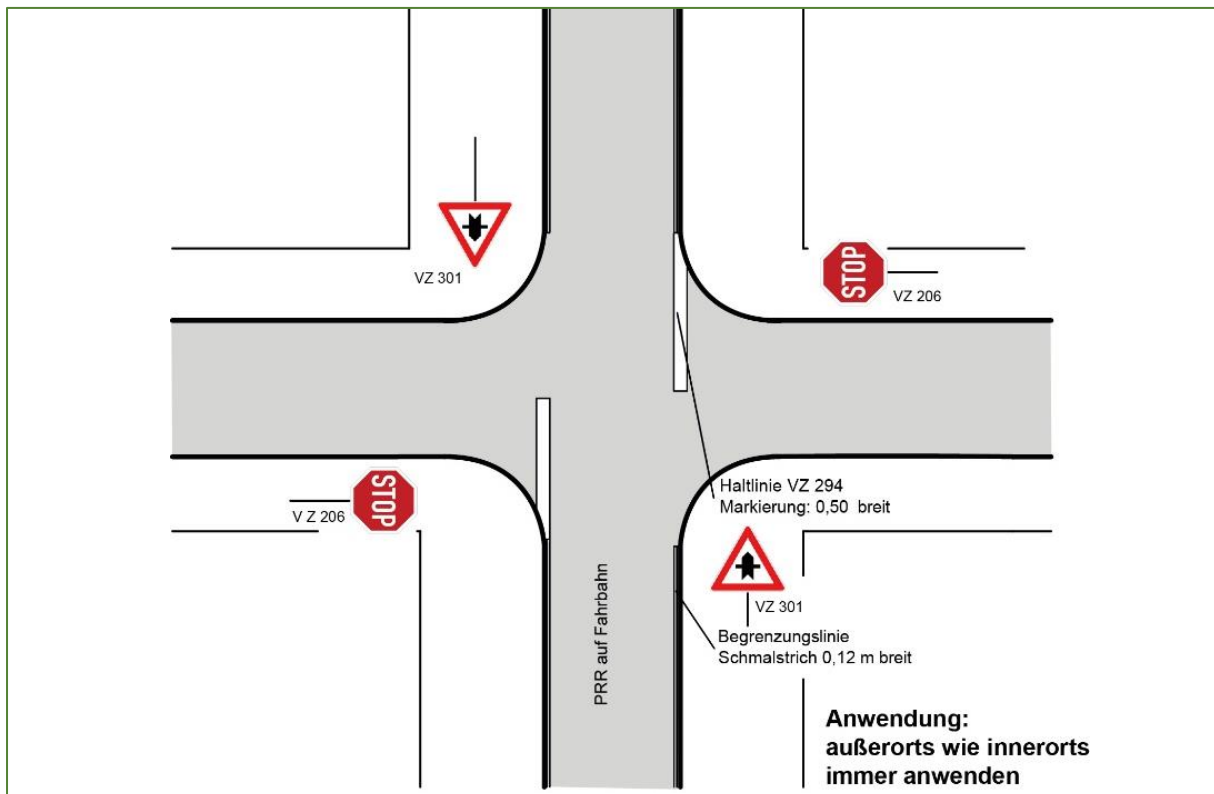 VZ 301
STOP
VZ 206
STOP
V Z 206
Haltlinie VZ 294
Markierung: 0,50 breit
VZ 301
PRR auf Fahrbahn
Begrenzungslinie
Schmalstrich 0,12 m breit
Anwendung:
außerorts wie innerorts
immer anwenden